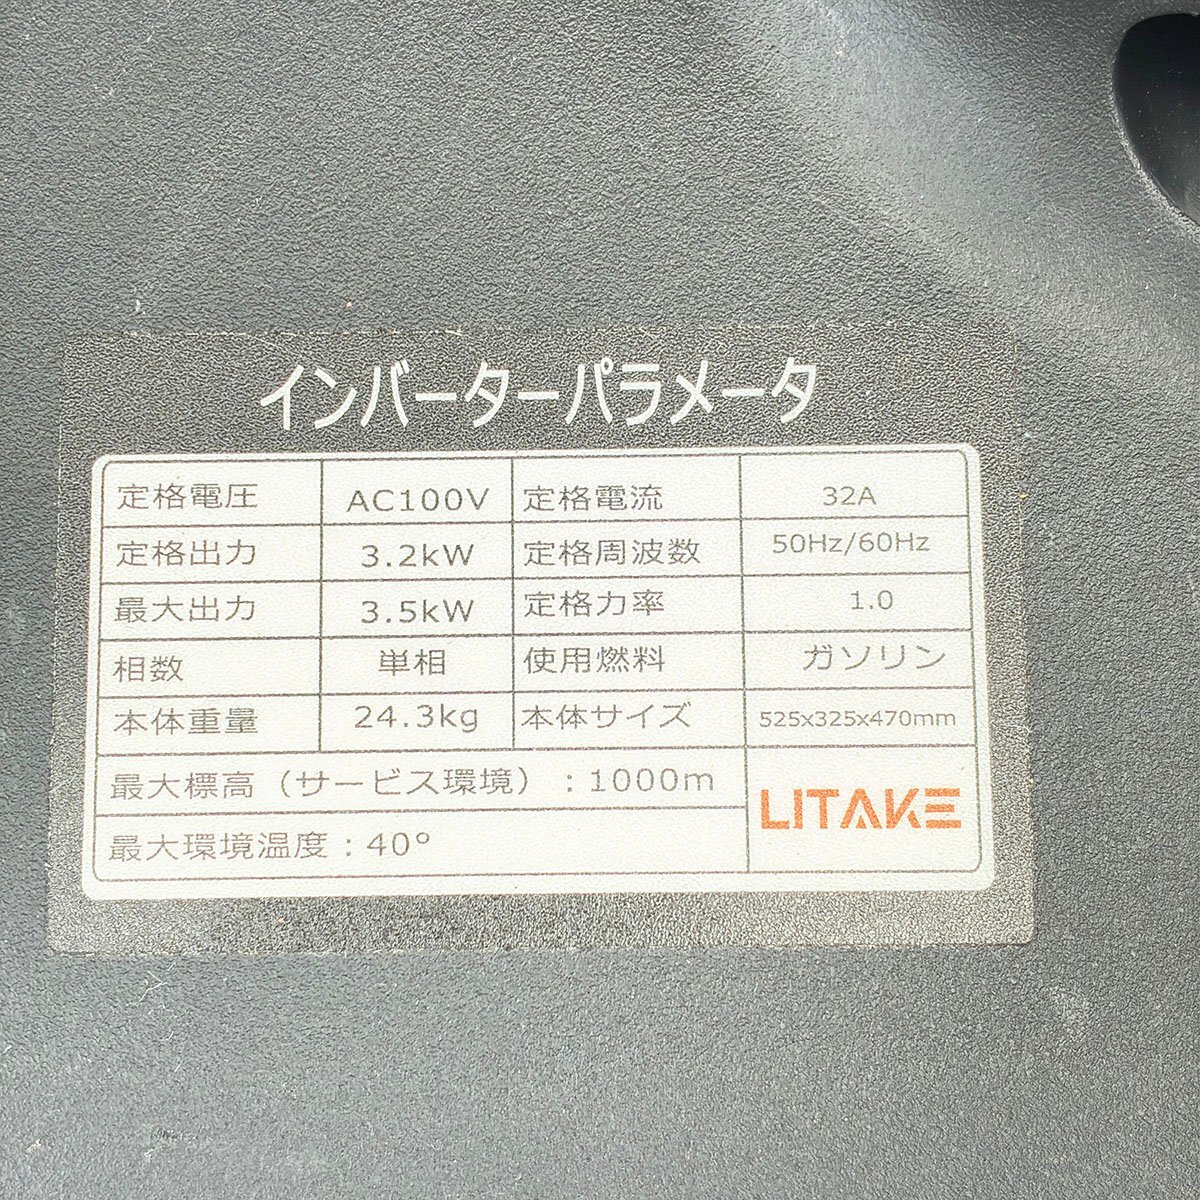 インバーターパラメータ
定格電圧 AC100V 定格電流 32A
定格出力 3.2kW 定格周波数 50Hz/60Hz
最大出力 3.5kW 定格力率 1.0
相数 単相 使用燃料 ガソリン
本体重量 24.3kg 本体サイズ 525x325x470mm
最大標高（サービス環境）：1000m
LITAKE
最大環境温度：40°